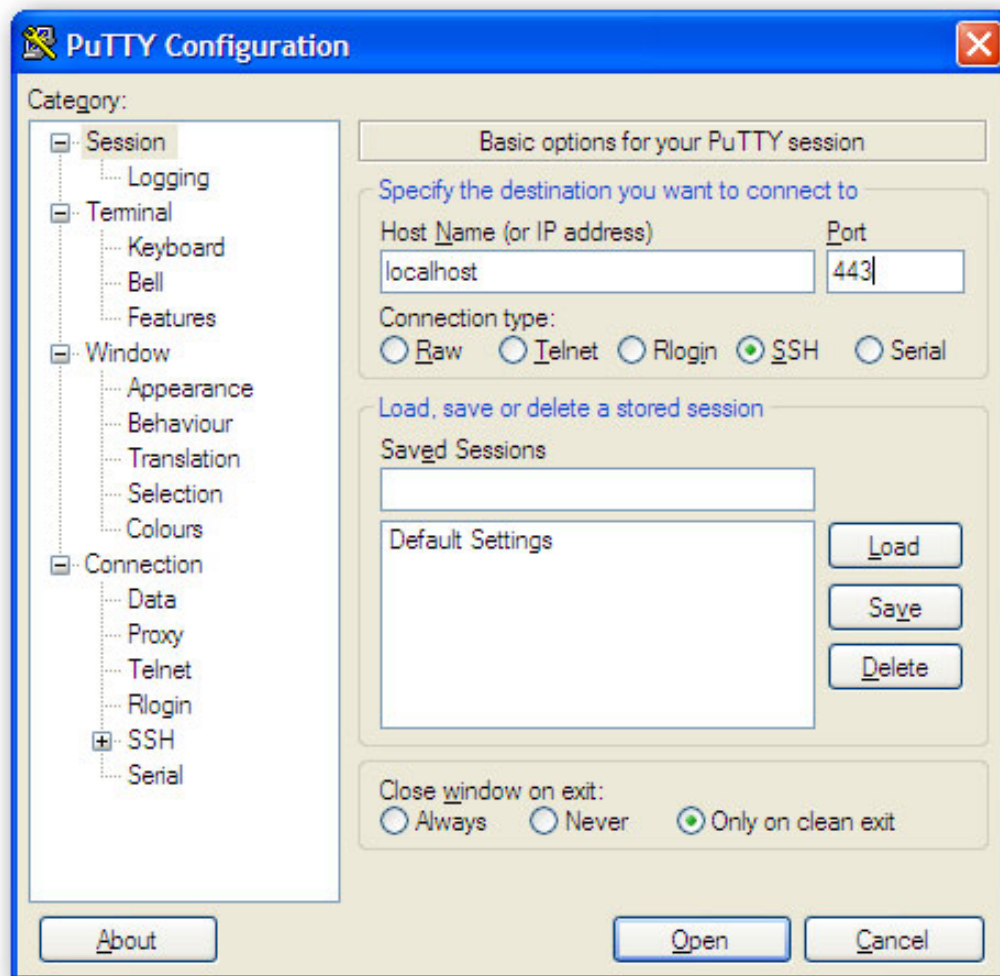 PuTTY Configuration
Category:
Session
Logging
Terminal
Keyboard
Bell
Features
Window
Appearance
Behaviour
Translation
Selection
Colours
Connection
Data
Proxy
Telnet
Rlogin
SSH
Serial
Basic options for your PuTTY session
Specify the destination you want to connect to
Host Name (or IP address) Port
localhost 443
Connection type:
Raw Telnet Rlogin SSH Serial
Load, save or delete a stored session
Saved Sessions
Default Settings
Load
Save
Delete
Close window on exit:
Always Never Only on clean exit
About Open Cancel